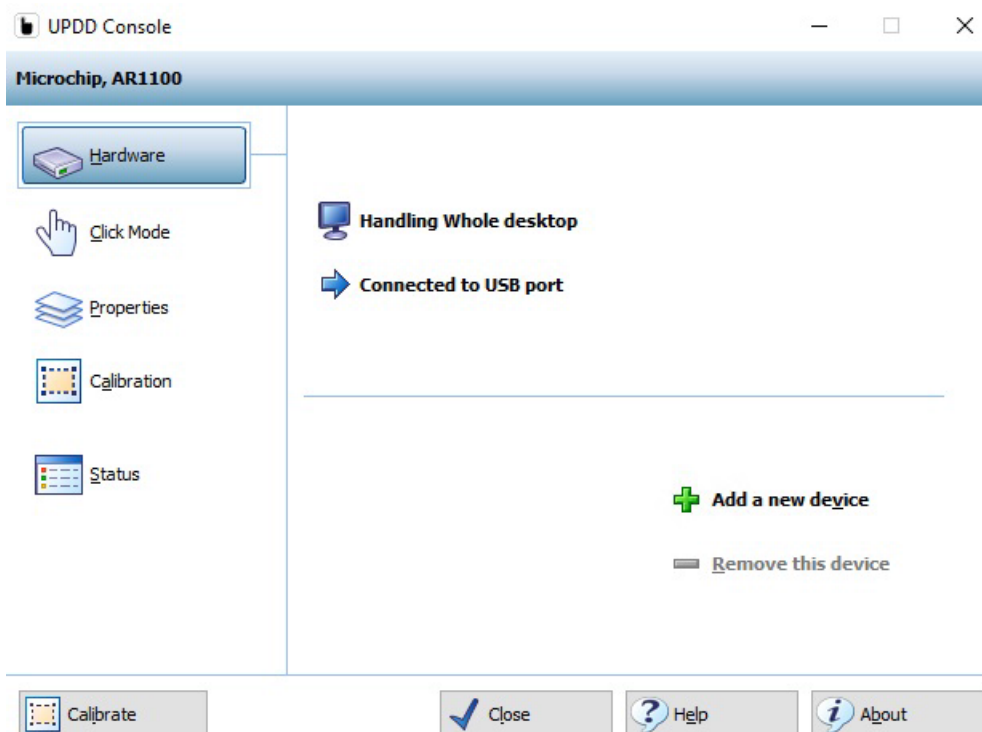 UPDD Console
Microchip, AR1100
Hardware
Click Mode
Properties
Calibration
Status
Handling Whole desktop
Connected to USB port
Add a new device
Remove this device
Calibrate
Close
Help
About